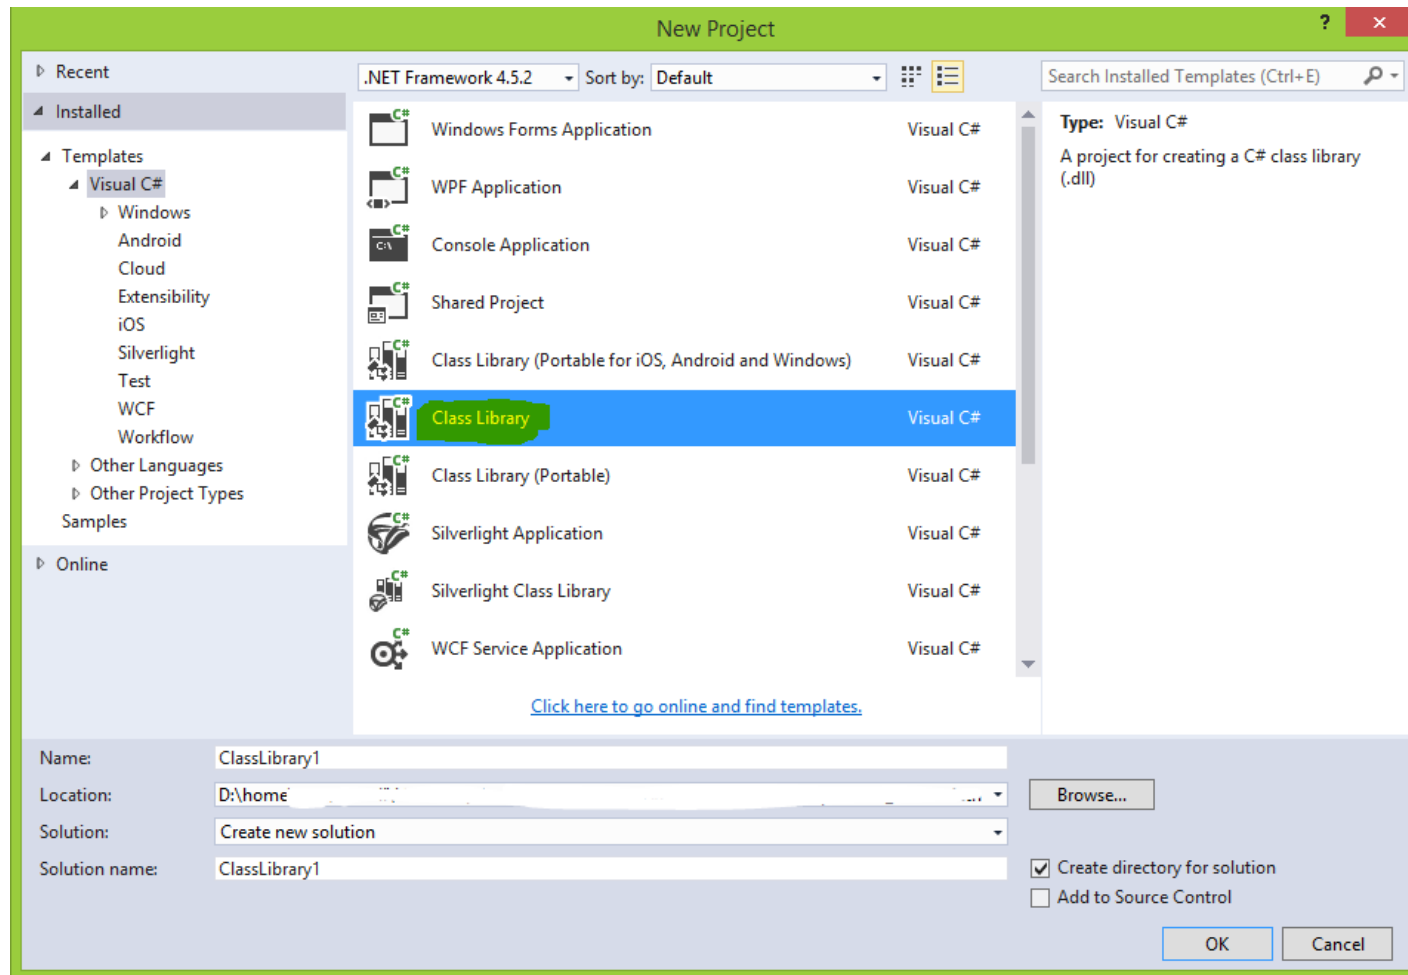 New Project
?
Recent
.NET Framework 4.5.2
Sort by: Default
Search Installed Templates (Ctrl+E)
Installed
Templates
Visual C#
Windows
Android
Cloud
Extensibility
iOS
Silverlight
Test
WCF
Workflow
Other Languages
Other Project Types
Samples
Online
Windows Forms Application Visual C#
WPF Application Visual C#
Console Application Visual C#
Shared Project Visual C#
Class Library (Portable for iOS, Android and Windows) Visual C#
Class Library Visual C#
Class Library (Portable) Visual C#
Silverlight Application Visual C#
Silverlight Class Library Visual C#
WCF Service Application Visual C#
Click here to go online and find templates.
Type: Visual C#
A project for creating a C# class library
(.dll)
Name: ClassLibrary1
Location: D:\home
Browse...
Solution: Create new solution
Solution name: ClassLibrary1
Create directory for solution
Add to Source Control
OK
Cancel